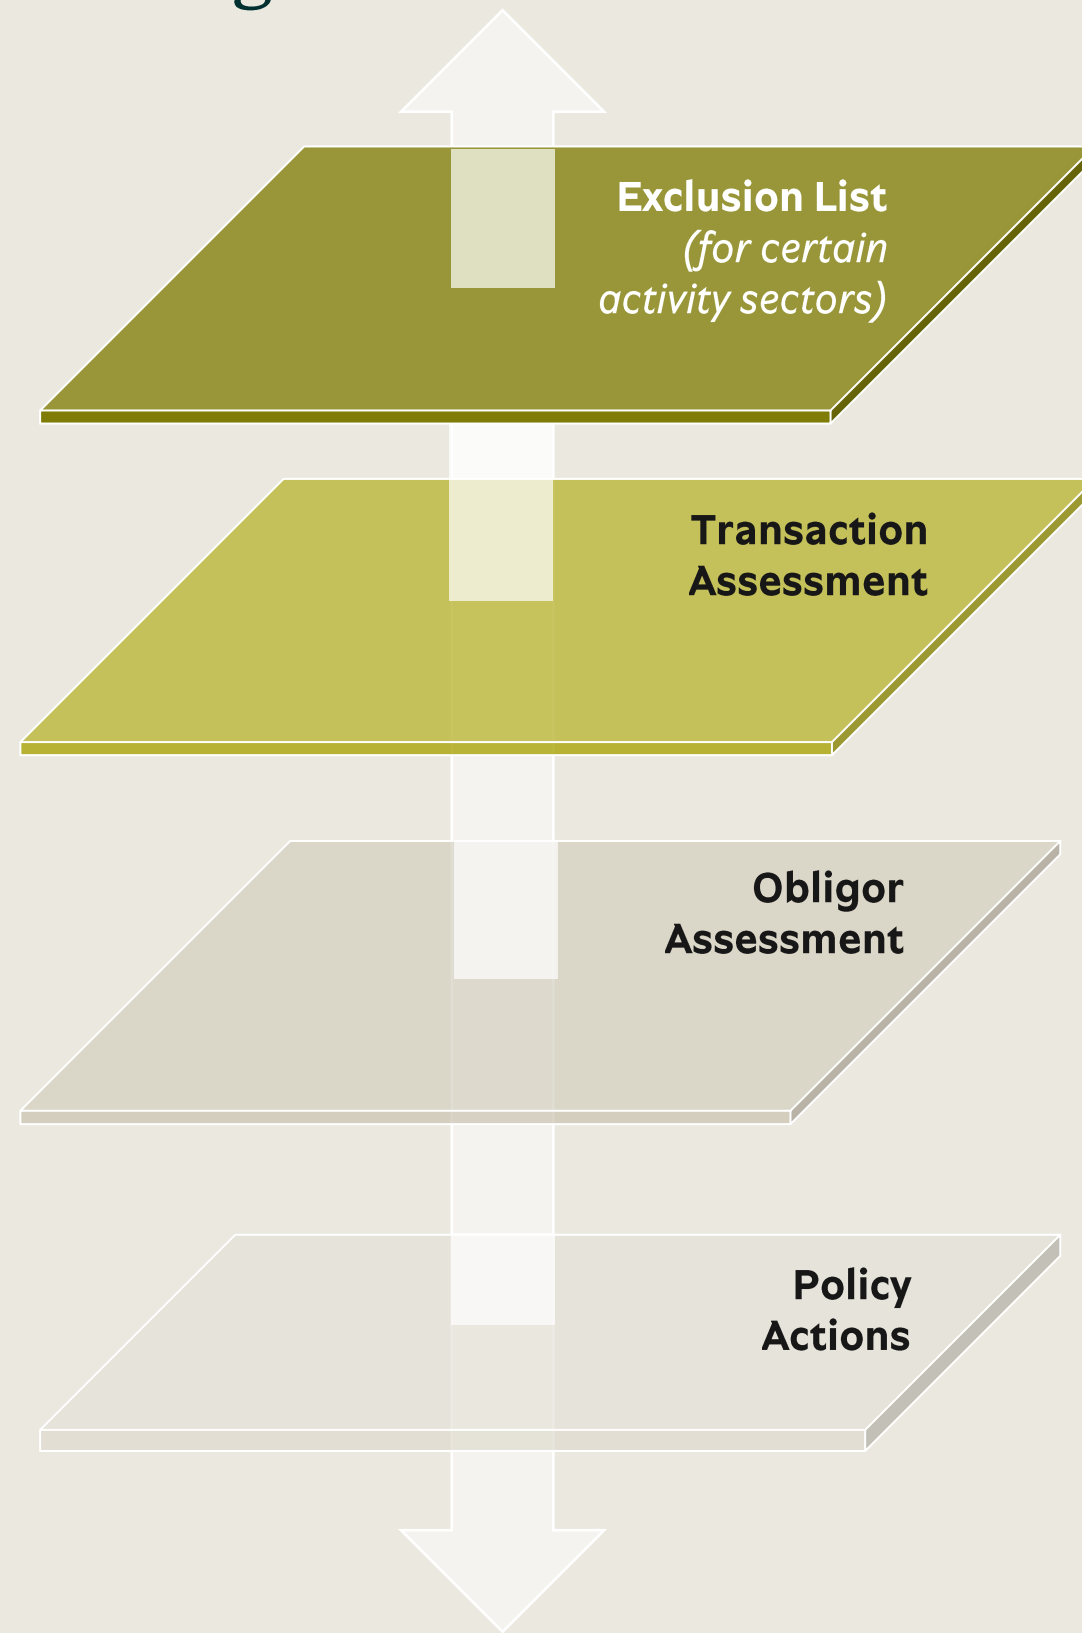 Exclusion List
(for certain
activity sectors)
Transaction
Assessment
Obligor
Assessment
Policy
Actions